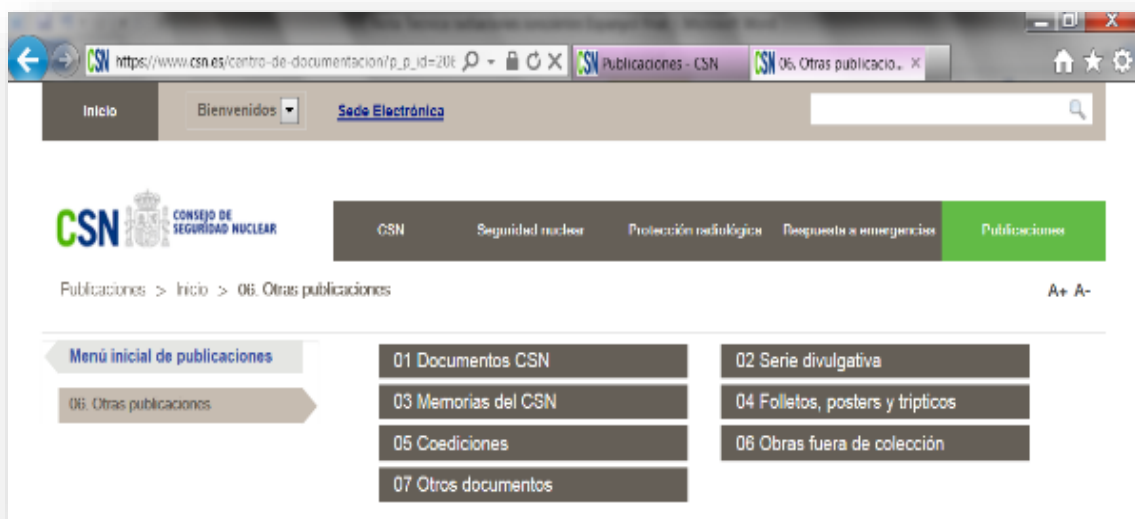 https://www.csn.es/centro-de-documentacion?p_p_id=206
Publicaciones - CSN
06. Otras publicacio...
Inicio
Bienvenidos
Sede Electrónica
CSN
CONSEJO DE
SEGURIDAD NUCLEAR
CSN Seguridad nuclear Protección radiológica Respuesta a emergencias Publicaciones
Publicaciones > Inicio > 06. Otras publicaciones
A+ A-
Menú inicial de publicaciones
06. Otras publicaciones
01 Documentos CSN
02 Serie divulgativa
03 Memorias del CSN
04 Folletos, posters y tripticos
05 Coediciones
06 Obras fuera de colección
07 Otros documentos